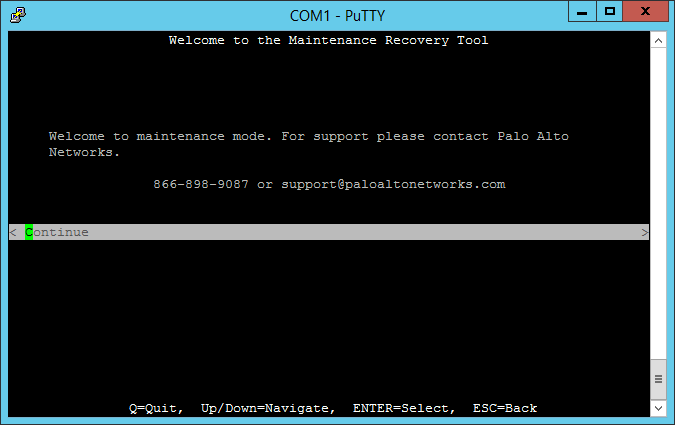 COM1 - PuTTY
Welcome to the Maintenance Recovery Tool
Welcome to maintenance mode. For support please contact Palo Alto
Networks.
866-898-9087 or support@paloaltonetworks.com
< Continue >
Q=Quit, Up/Down=Navigate, ENTER=Select, ESC=Back